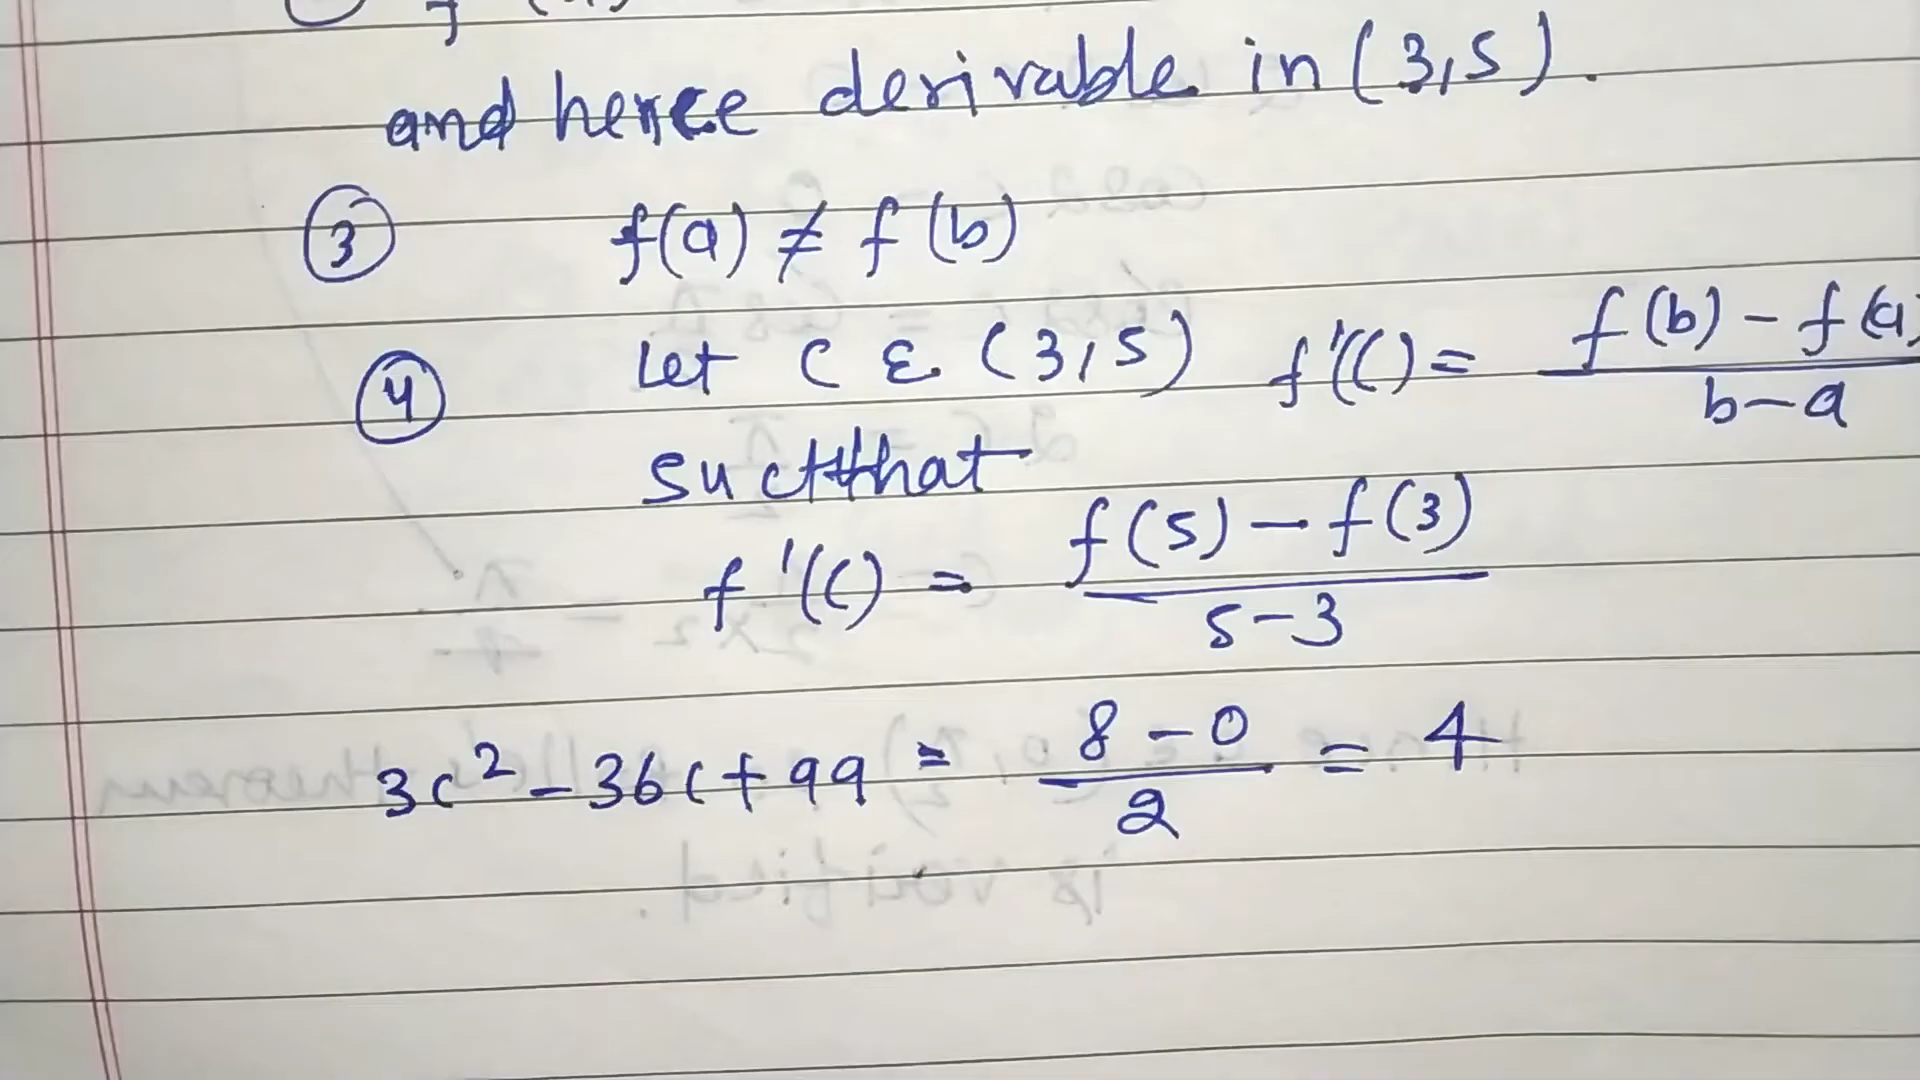 and hence derivable in (3,5).
③ f(a) ≠ f(b)
④ Let C ε (3,5) f'(c) = f(b) - f(a) / b-a
such that
f'(c) = f(5) - f(3) / 5-3
3c² - 36c + 99 = 8-0 / 2 = 4